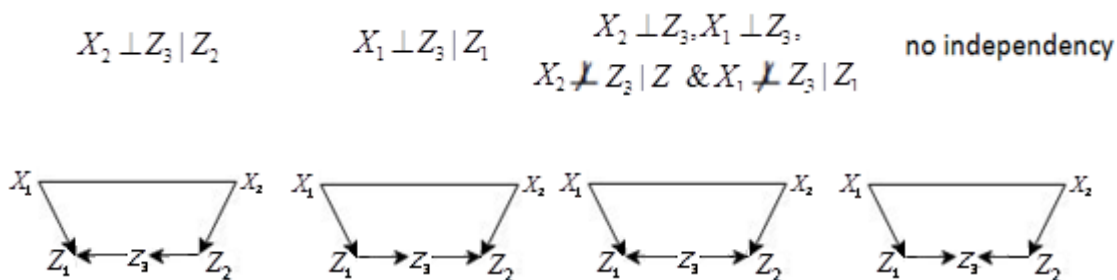 X₂ ⊥ Z₃ | Z₂
X₁ ⊥ Z₃ | Z₁
X₂ ⊥ Z₃, X₁ ⊥ Z₃,
X₂ ⊥̸ Z₃ | Z & X₁ ⊥̸ Z₃ | Z₁
no independency
X₁ X₂ X₁ X₂ X₁ X₂ X₁ X₂
Z₁ Z₃ Z₂ Z₁ Z₃ Z₂ Z₁ Z₃ Z₂ Z₁ Z₃ Z₂